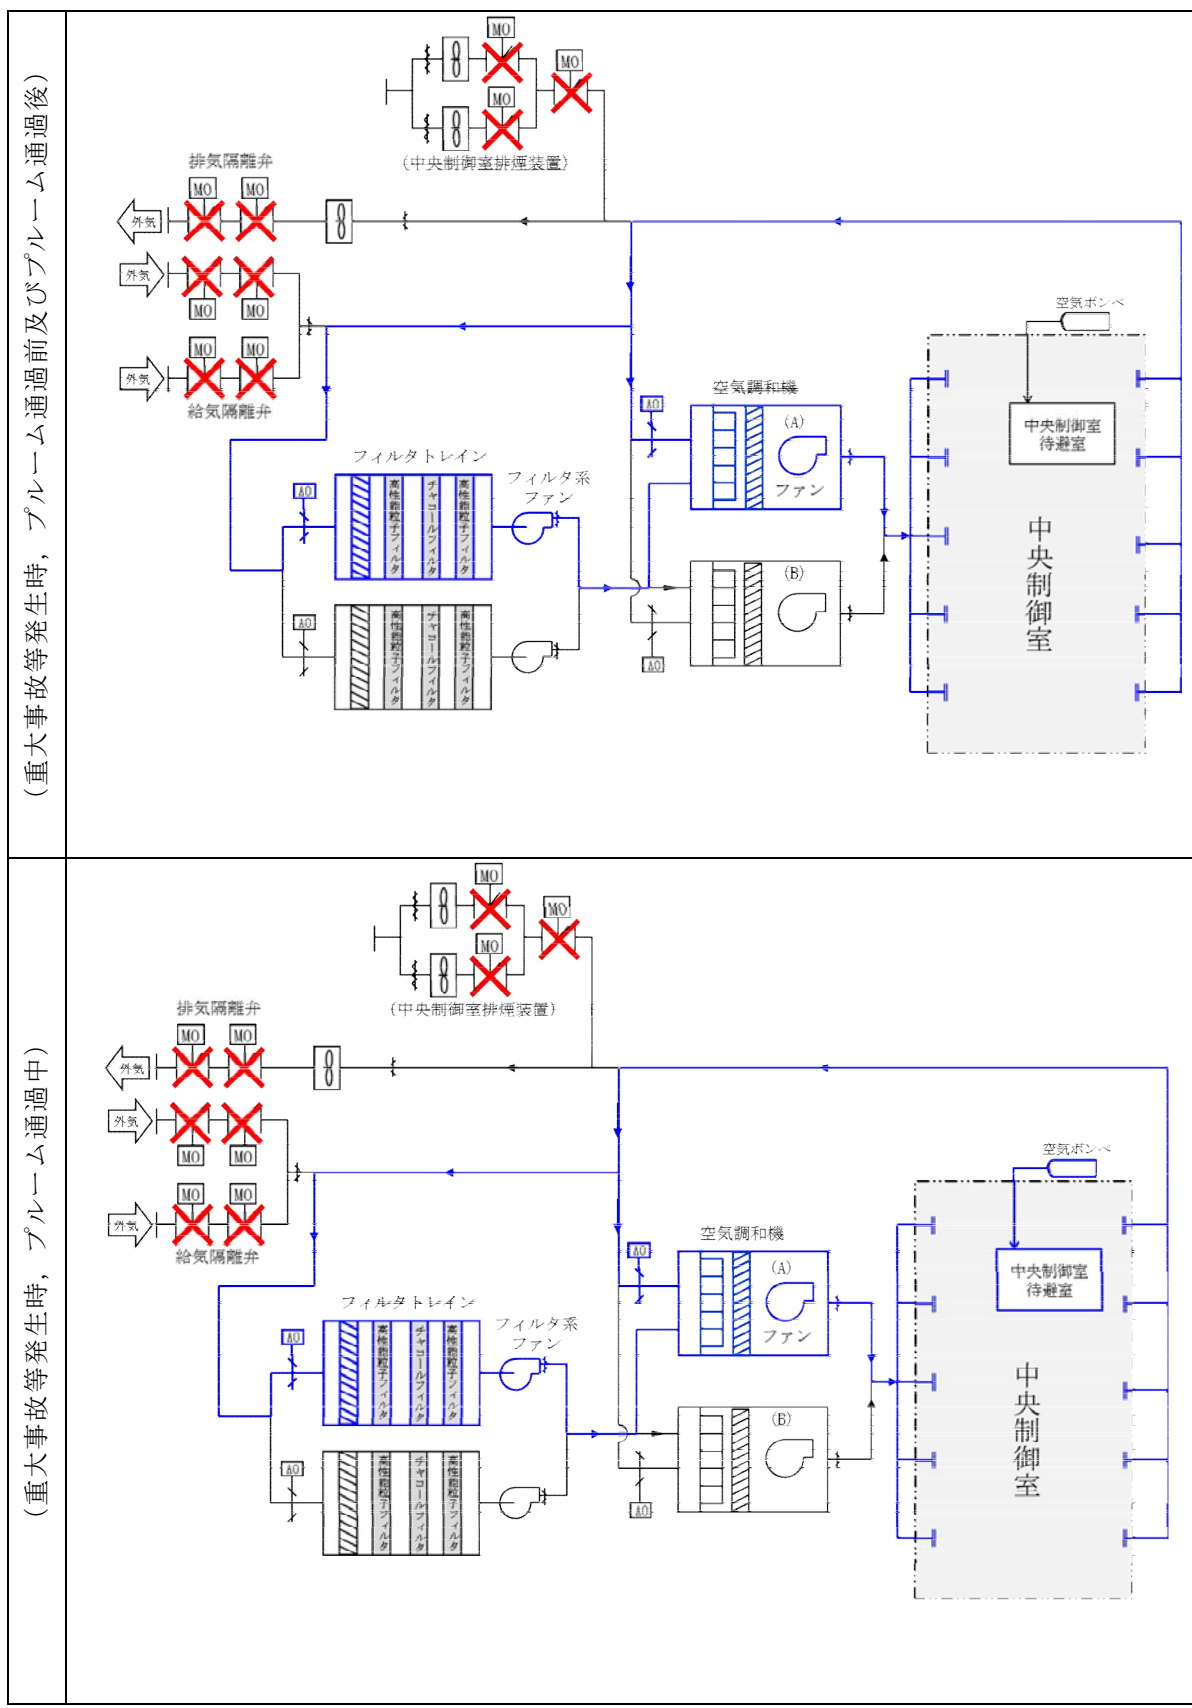 (重大事故等発生時，プルーム通過前及びプルーム通過後)
MO
MO
MO
(中央制御室排煙装置)
排気隔離弁
MO
MO
外気
外気
MO
MO
MO
MO
外気
給気隔離弁
空気ボンベ
中央制御室
待避室
中央制御室
空気調和機
AO
(A)
ファン
(B)
AO
フィルタトレイン
フィルタ系
ファン
AO
高性能粒子フィルタ
チャコールフィルタ
高性能粒子フィルタ
AO
高性能粒子フィルタ
チャコールフィルタ
高性能粒子フィルタ
(重大事故等発生時，プルーム通過中)
MO
MO
MO
(中央制御室排煙装置)
排気隔離弁
MO
MO
外気
外気
MO
MO
MO
MO
外気
給気隔離弁
空気ボンベ
中央制御室
待避室
中央制御室
空気調和機
AO
(A)
ファン
(B)
AO
フィルタトレイン
フィルタ系
ファン
AO
高性能粒子フィルタ
チャコールフィルタ
高性能粒子フィルタ
AO
高性能粒子フィルタ
チャコールフィルタ
高性能粒子フィルタ